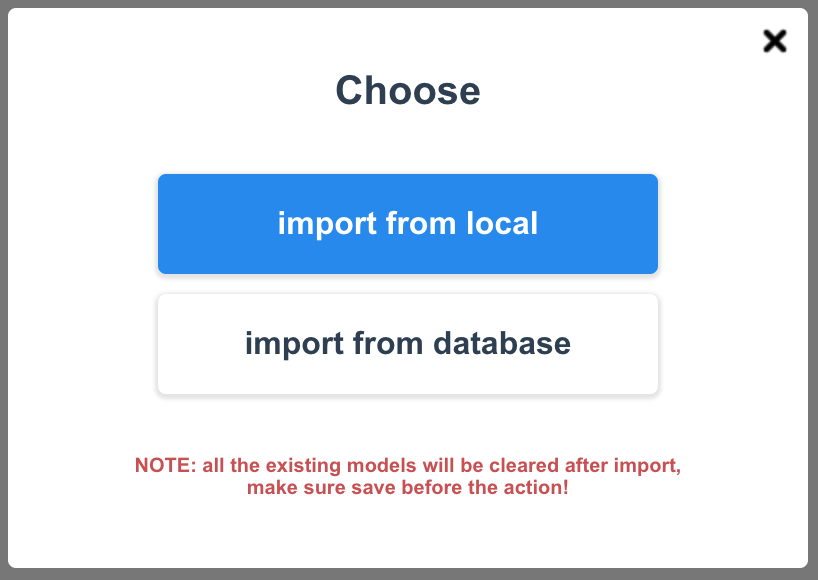 Choose
import from local
import from database
NOTE: all the existing models will be cleared after import,
make sure save before the action!